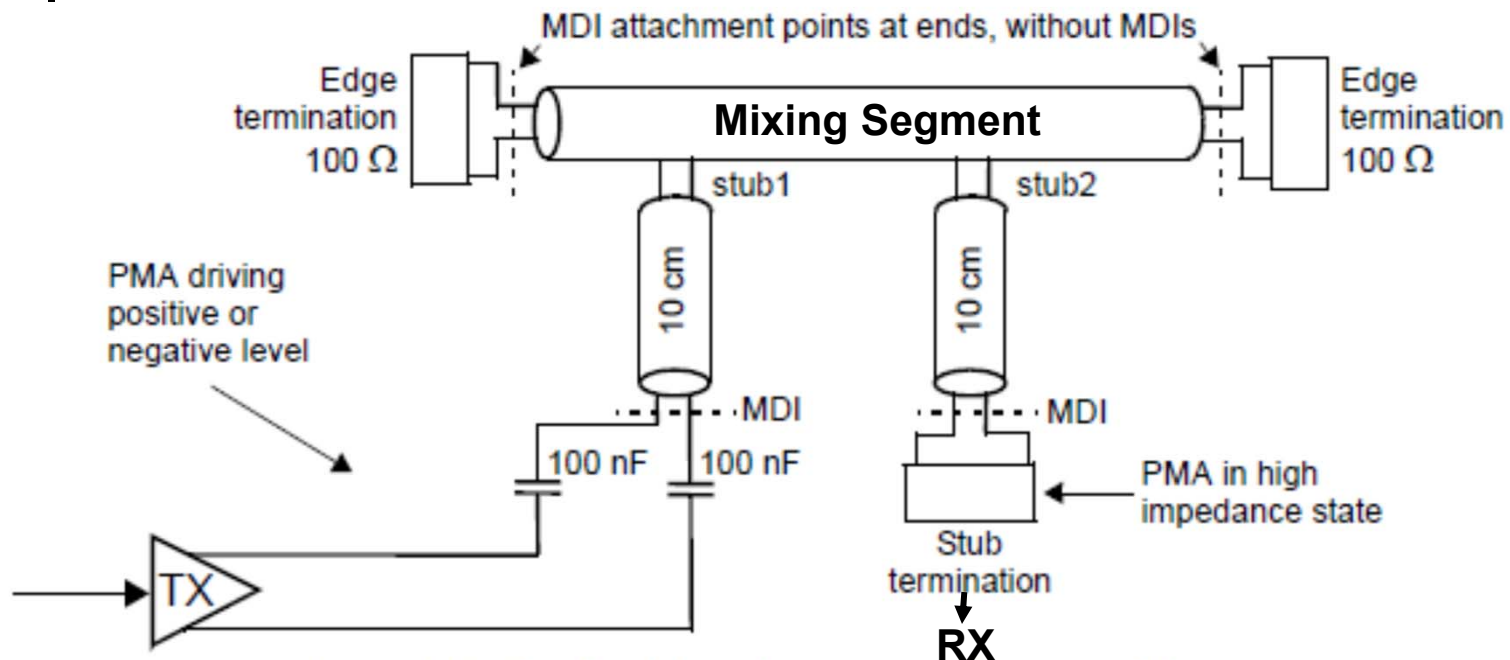 MDI attachment points at ends, without MDIs
Edge
termination
100 Ω
Mixing Segment
Edge
termination
100 Ω
stub1
stub2
10 cm
10 cm
PMA driving
positive or
negative level
MDI
MDI
100 nF
100 nF
PMA in high
impedance state
Stub
termination
TX
RX